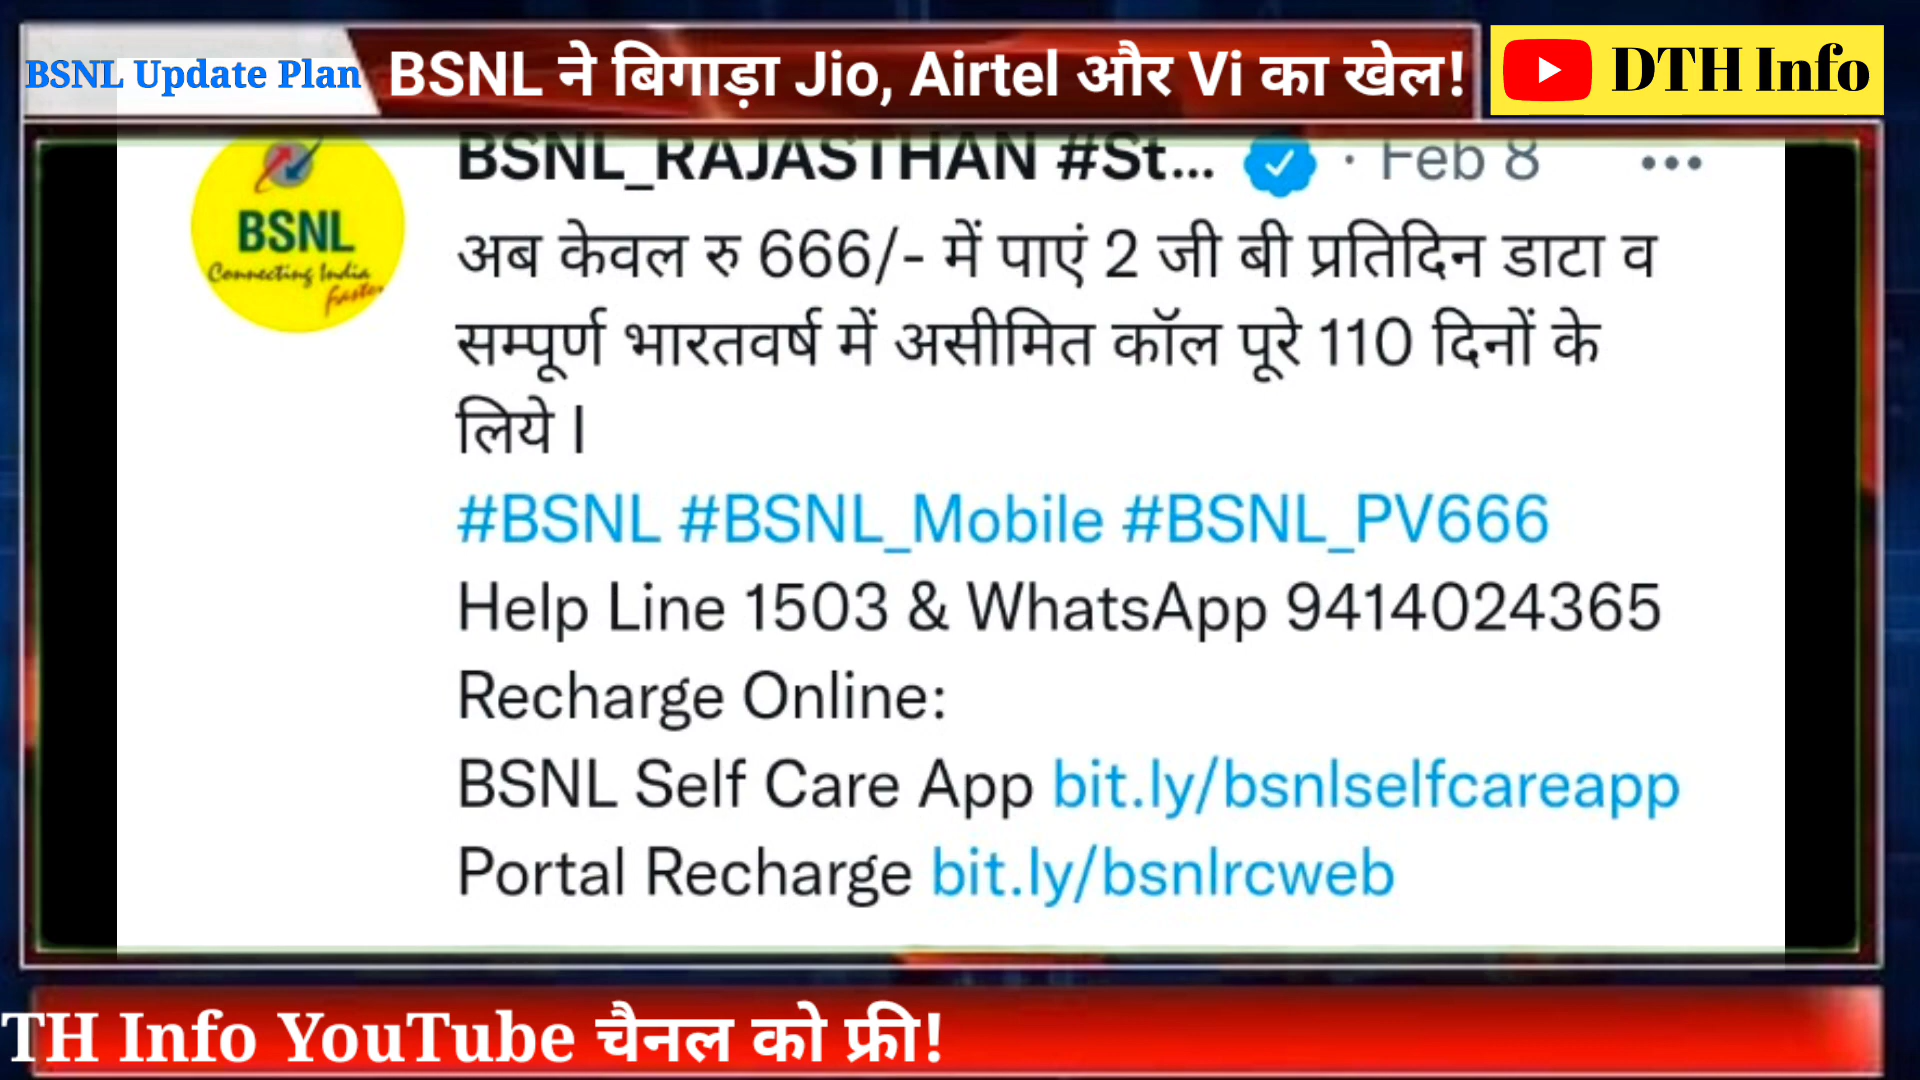 BSNL Update Plan
BSNL ने बिगाड़ा Jio, Airtel और Vi का खेल!
DTH Info
BSNL
Connecting India
faster
BSNL_RAJASTHAN #St... · Feb 8
अब केवल रु 666/- में पाएं 2 जी बी प्रतिदिन डाटा व
सम्पूर्ण भारतवर्ष में असीमित कॉल पूरे 110 दिनों के
लिये l
#BSNL #BSNL_Mobile #BSNL_PV666
Help Line 1503 & WhatsApp 9414024365
Recharge Online:
BSNL Self Care App bit.ly/bsnlselfcareapp
Portal Recharge bit.ly/bsnlrcweb
TH Info YouTube चैनल को फ्री!